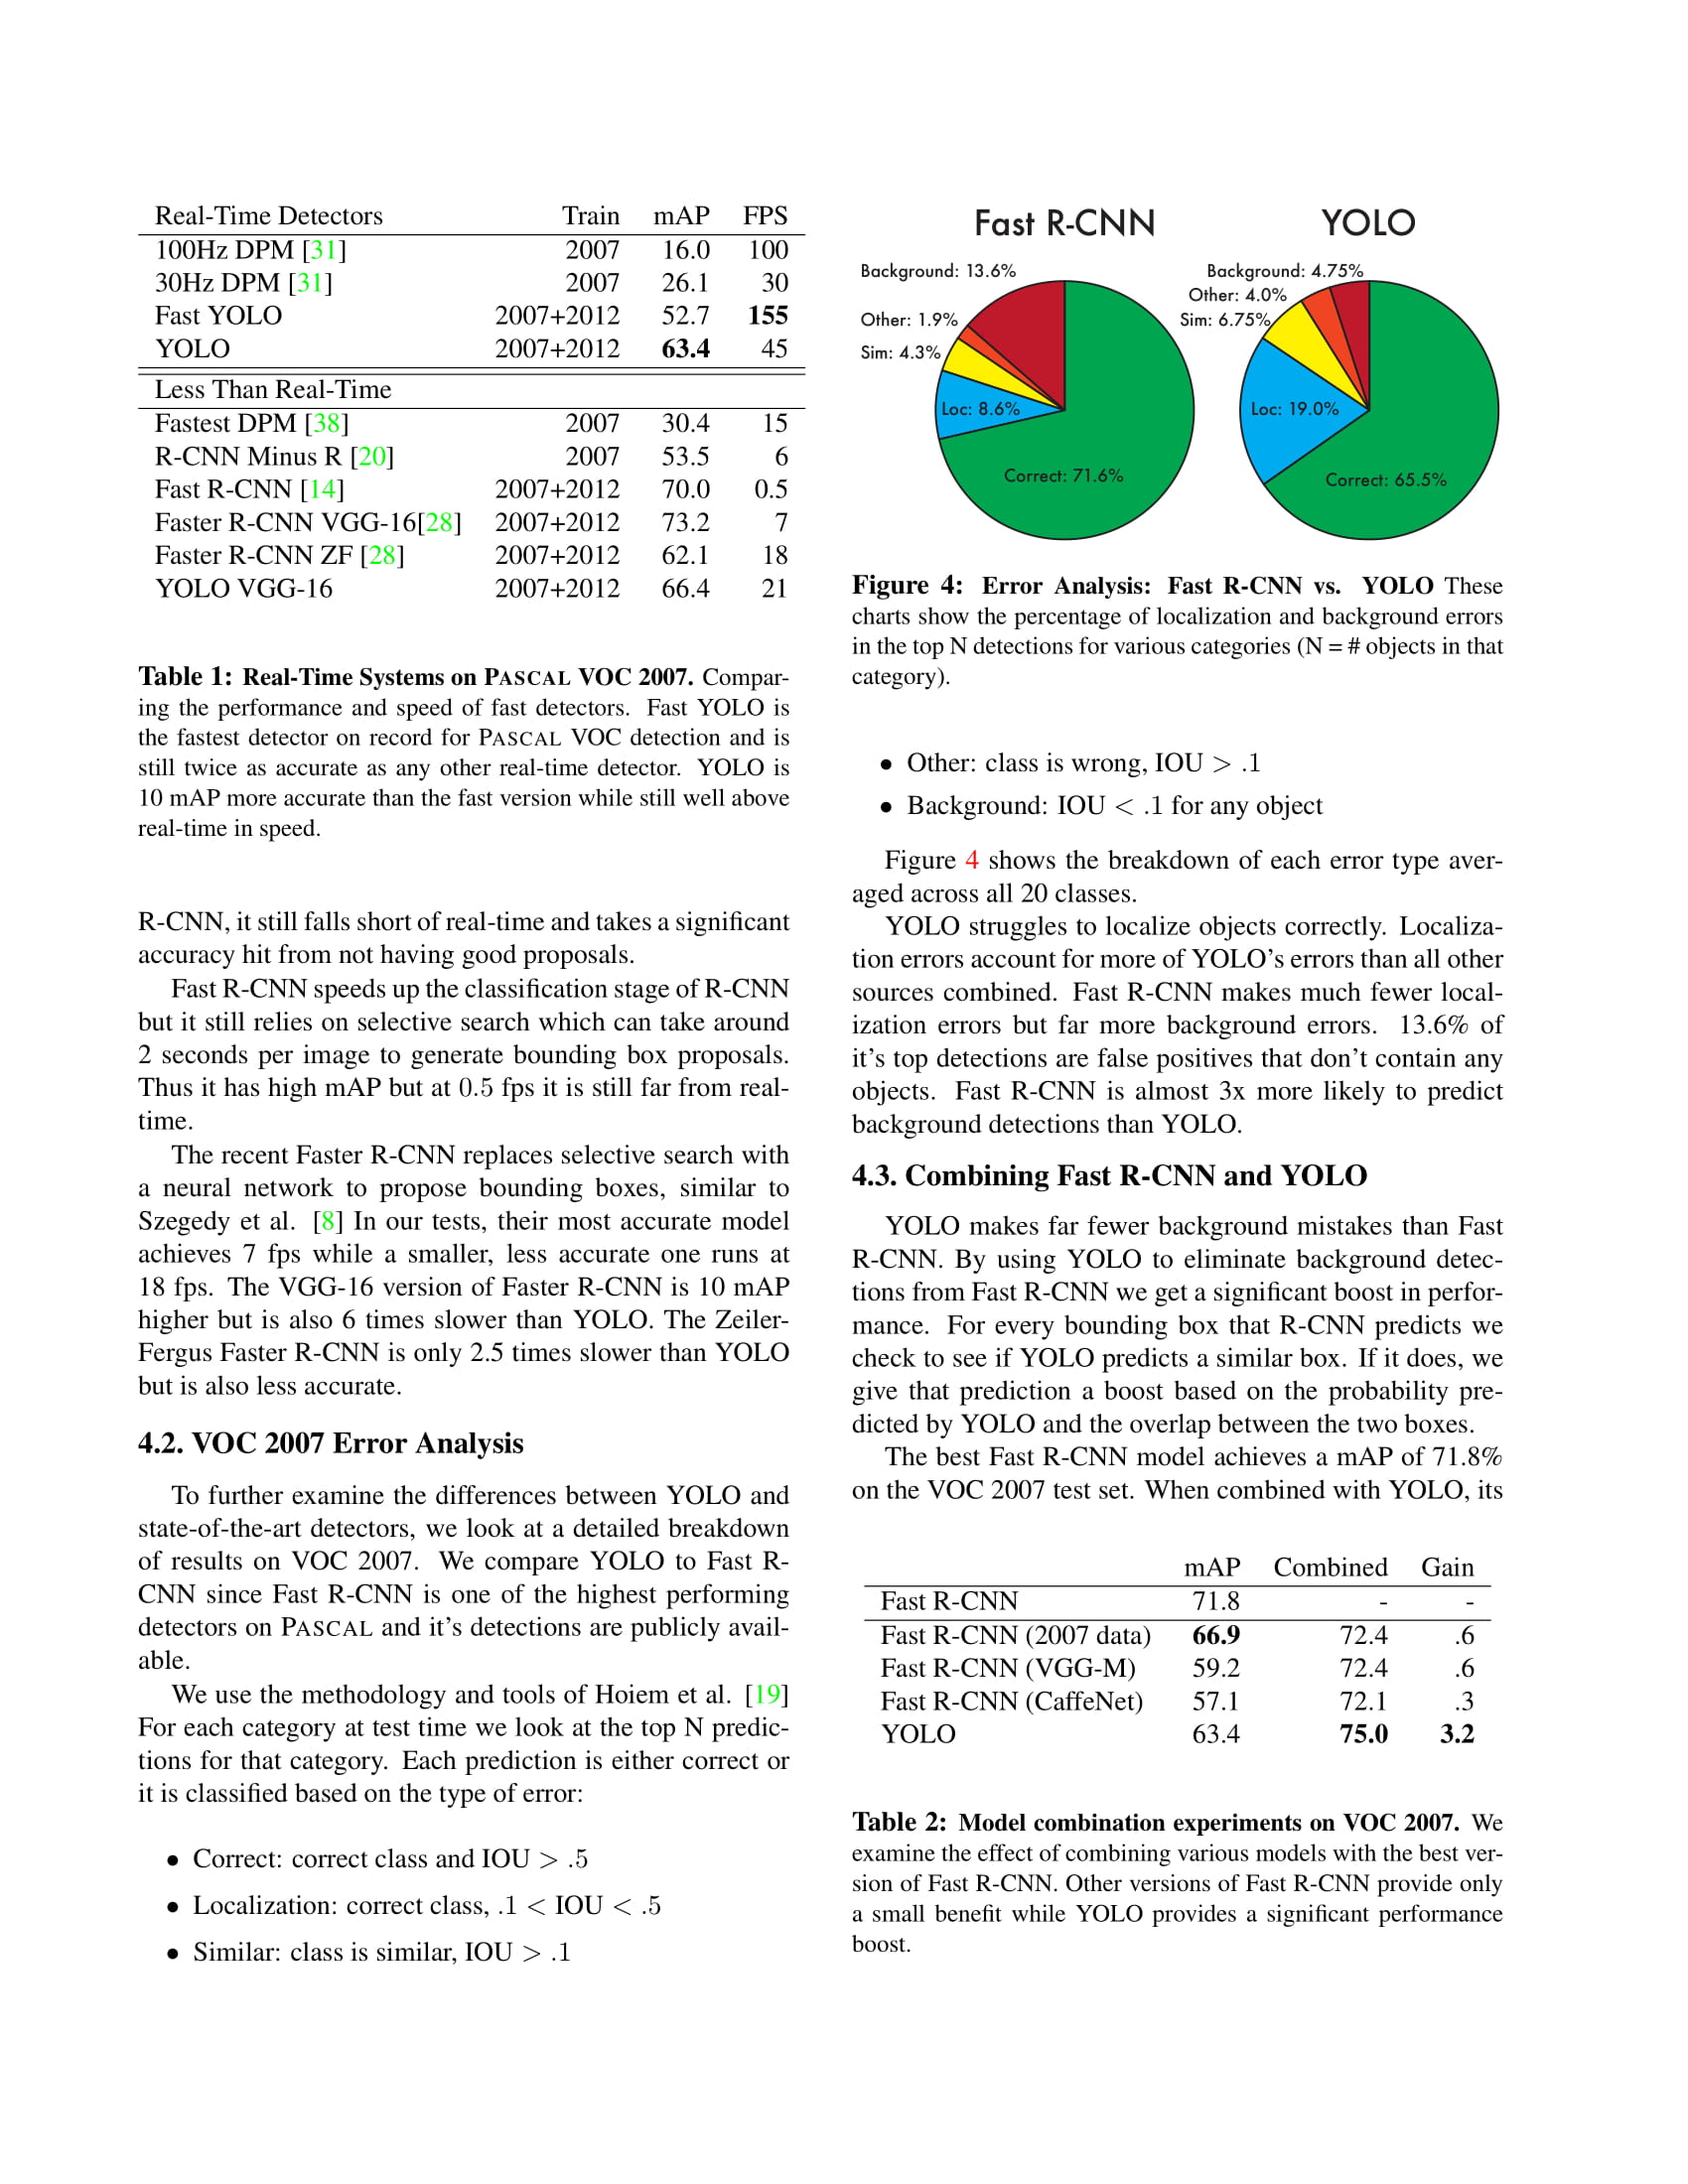 Real-Time Detectors Train mAP FPS
100Hz DPM [31] 2007 16.0 100
30Hz DPM [31] 2007 26.1 30
Fast YOLO 2007+2012 52.7 155
YOLO 2007+2012 63.4 45
Less Than Real-Time
Fastest DPM [38] 2007 30.4 15
R-CNN Minus R [20] 2007 53.5 6
Fast R-CNN [14] 2007+2012 70.0 0.5
Faster R-CNN VGG-16[28] 2007+2012 73.2 7
Faster R-CNN ZF [28] 2007+2012 62.1 18
YOLO VGG-16 2007+2012 66.4 21
Table 1: Real-Time Systems on PASCAL VOC 2007. Compar-
ing the performance and speed of fast detectors. Fast YOLO is
the fastest detector on record for PASCAL VOC detection and is
still twice as accurate as any other real-time detector. YOLO is
10 mAP more accurate than the fast version while still well above
real-time in speed.
R-CNN, it still falls short of real-time and takes a significant
accuracy hit from not having good proposals.
Fast R-CNN speeds up the classification stage of R-CNN
but it still relies on selective search which can take around
2 seconds per image to generate bounding box proposals.
Thus it has high mAP but at 0.5 fps it is still far from real-
time.
The recent Faster R-CNN replaces selective search with
a neural network to propose bounding boxes, similar to
Szegedy et al. [8] In our tests, their most accurate model
achieves 7 fps while a smaller, less accurate one runs at
18 fps. The VGG-16 version of Faster R-CNN is 10 mAP
higher but is also 6 times slower than YOLO. The Zeiler-
Fergus Faster R-CNN is only 2.5 times slower than YOLO
but is also less accurate.
4.2. VOC 2007 Error Analysis
To further examine the differences between YOLO and
state-of-the-art detectors, we look at a detailed breakdown
of results on VOC 2007. We compare YOLO to Fast R-
CNN since Fast R-CNN is one of the highest performing
detectors on PASCAL and it's detections are publicly avail-
able.
We use the methodology and tools of Hoiem et al. [19]
For each category at test time we look at the top N predic-
tions for that category. Each prediction is either correct or
it is classified based on the type of error:
• Correct: correct class and IOU > .5
• Localization: correct class, .1 < IOU < .5
• Similar: class is similar, IOU > .1
Fast R-CNN YOLO
Background: 13.6%
Other: 1.9%
Sim: 4.3%
Loc: 8.6%
Correct: 71.6%
Background: 4.75%
Other: 4.0%
Sim: 6.75%
Loc: 19.0%
Correct: 65.5%
Figure 4: Error Analysis: Fast R-CNN vs. YOLO These
charts show the percentage of localization and background errors
in the top N detections for various categories (N = # objects in that
category).
• Other: class is wrong, IOU > .1
• Background: IOU < .1 for any object
Figure 4 shows the breakdown of each error type aver-
aged across all 20 classes.
YOLO struggles to localize objects correctly. Localiza-
tion errors account for more of YOLO's errors than all other
sources combined. Fast R-CNN makes much fewer local-
ization errors but far more background errors. 13.6% of
it's top detections are false positives that don't contain any
objects. Fast R-CNN is almost 3x more likely to predict
background detections than YOLO.
4.3. Combining Fast R-CNN and YOLO
YOLO makes far fewer background mistakes than Fast
R-CNN. By using YOLO to eliminate background detec-
tions from Fast R-CNN we get a significant boost in perfor-
mance. For every bounding box that R-CNN predicts we
check to see if YOLO predicts a similar box. If it does, we
give that prediction a boost based on the probability pre-
dicted by YOLO and the overlap between the two boxes.
The best Fast R-CNN model achieves a mAP of 71.8%
on the VOC 2007 test set. When combined with YOLO, its
mAP Combined Gain
Fast R-CNN 71.8 - -
Fast R-CNN (2007 data) 66.9 72.4 .6
Fast R-CNN (VGG-M) 59.2 72.4 .6
Fast R-CNN (CaffeNet) 57.1 72.1 .3
YOLO 63.4 75.0 3.2
Table 2: Model combination experiments on VOC 2007. We
examine the effect of combining various models with the best ver-
sion of Fast R-CNN. Other versions of Fast R-CNN provide only
a small benefit while YOLO provides a significant performance
boost.